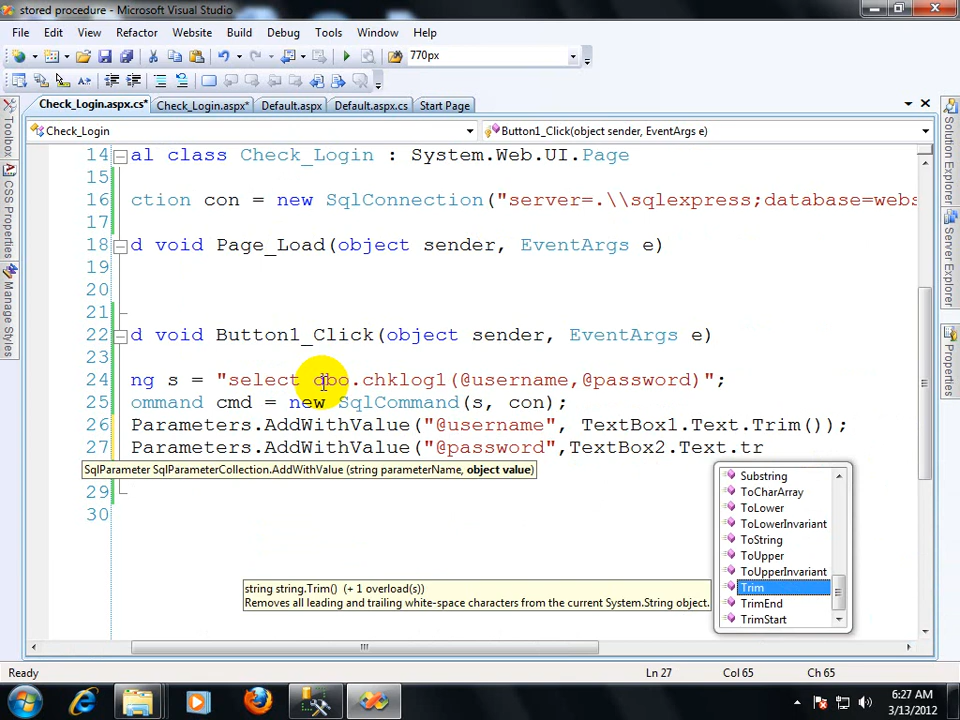 stored procedure - Microsoft Visual Studio
File Edit View Refactor Website Build Debug Tools Window Help
770px
Check_Login.aspx.cs* Check_Login.aspx* Default.aspx Default.aspx.cs Start Page
Check_Login Button1_Click(object sender, EventArgs e)
Toolbox
CSS Properties
Manage Styles
Solution Explorer
Server Explorer
Properties
14 al class Check_Login : System.Web.UI.Page
15
16 ction con = new SqlConnection("server=.\\sqlexpress;database=webs
17
18 d void Page_Load(object sender, EventArgs e)
19
20
21
22 d void Button1_Click(object sender, EventArgs e)
23
24 ng s = "select dbo.chklog1(@username,@password)";
25 ommand cmd = new SqlCommand(s, con);
26 Parameters.AddWithValue("@username", TextBox1.Text.Trim());
27 Parameters.AddWithValue("@password",TextBox2.Text.tr
SqlParameter SqlParameterCollection.AddWithValue (string parameterName, object value)
29
30
Substring
ToCharArray
ToLower
ToLowerInvariant
ToString
ToUpper
ToUpperInvariant
Trim
TrimEnd
TrimStart
string string.Trim() (+ 1 overload(s))
Removes all leading and trailing white-space characters from the current System.String object.
Ready Ln 27 Col 65 Ch 65
6:27 AM
3/13/2012